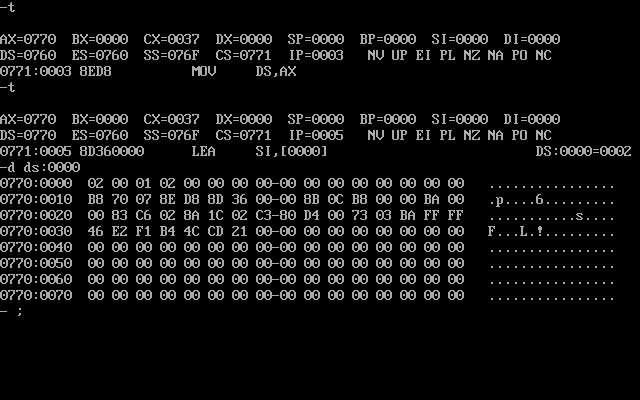 -t
AX=0770  BX=0000  CX=0037  DX=0000  SP=0000  BP=0000  SI=0000  DI=0000
DS=0760  ES=0760  SS=076F  CS=0771  IP=0003   NV UP EI PL NZ NA PO NC
0771:0003 8ED8          MOV     DS,AX
-t
AX=0770  BX=0000  CX=0037  DX=0000  SP=0000  BP=0000  SI=0000  DI=0000
DS=0770  ES=0760  SS=076F  CS=0771  IP=0005   NV UP EI PL NZ NA PO NC
0771:0005 8D360000      LEA     SI,[0000]                          DS:0000=0002
-d ds:0000
0770:0000  02 00 01 02 00 00 00 00-00 00 00 00 00 00 00 00   ................
0770:0010  B8 70 07 8E D8 8D 36 00-00 8B 0C B8 00 00 BA 00   .p....6.........
0770:0020  00 83 C6 02 8A 1C 02 C3-80 D4 00 73 03 BA FF FF   ...........s....
0770:0030  46 E2 F1 B4 4C CD 21 00-00 00 00 00 00 00 00 00   F...L.!.........
0770:0040  00 00 00 00 00 00 00 00-00 00 00 00 00 00 00 00   ................
0770:0050  00 00 00 00 00 00 00 00-00 00 00 00 00 00 00 00   ................
0770:0060  00 00 00 00 00 00 00 00-00 00 00 00 00 00 00 00   ................
0770:0070  00 00 00 00 00 00 00 00-00 00 00 00 00 00 00 00   ................
- ;